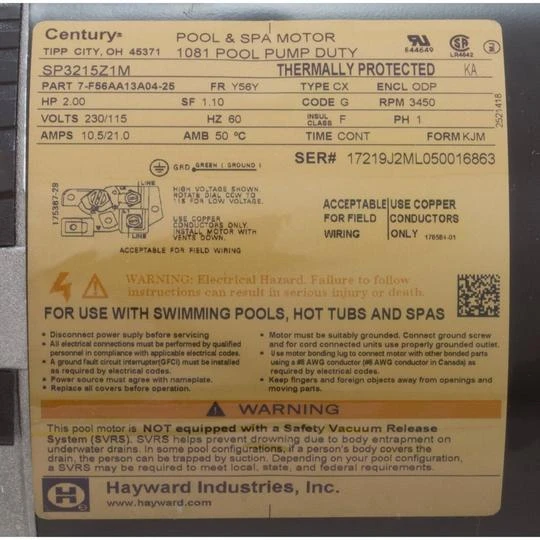 Century®
POOL & SPA MOTOR
TIPP CITY, OH 45371
1081 POOL PUMP DUTY
E44649
LR4642
SP3215Z1M
THERMALLY PROTECTED
KA
PART 7-F56AA13A04-25
FR Y56Y
TYPE CX
ENCL ODP
HP 2.00
SF 1.10
CODE G
RPM 3450
VOLTS 230/115
HZ 60
INSUL CLASS F
PH 1
AMPS 10.5/21.0
AMB 50 °C
TIME CONT
FORM KJM
2521418
SER# 17219J2ML050016863
GRD GREEN (GROUND)
175387-29
LINE
LINE
HIGH VOLTAGE SHOWN.
ROTATE DIAL CCW TO
115 FOR LOW VOLTAGE.
USE COPPER
CONDUCTORS ONLY.
INSTALL MOTOR WITH
VENTS DOWN.
ACCEPTABLE FOR FIELD WIRING
ACCEPTABLE
FOR FIELD
WIRING
USE COPPER
CONDUCTORS
ONLY 176584-01
WARNING: Electrical Hazard. Failure to follow
instructions can result in serious injury or death.
FOR USE WITH SWIMMING POOLS, HOT TUBS AND SPAS
• Disconnect power suply before servicing
• All eletrical connections must be performed by qualified
personnel in compliance with applicable electrical codes.
• A ground fault circuit interrupter(GFCI) must be installed
as required by electrical codes.
• Power source must agree with nameplate.
• Replace all covers before operation.
• Motor must be suitably grounded. Connect ground screw
and for cord connected units use properly grounded outlet.
• Use motor bonding lug to connect motor with other bonded parts
using a #8 AWG conductor (#6 AWG conductor in Canada) as
required by electrical codes.
• Keep fingers and foreign objects away from openings and
moving parts.
WARNING
This pool motor is NOT equipped with a Safety Vacuum Release
System (SVRS). SVRS helps prevent drowning due to body entrapment on
underwater drains. In some pool configurations, if a person's body covers the
drain, the person can be trapped by suction. Depending on your pool configuration,
a SVRS may be required to meet local, state, and federal requirements.
H
Hayward Industries, Inc.
www.hayward.com